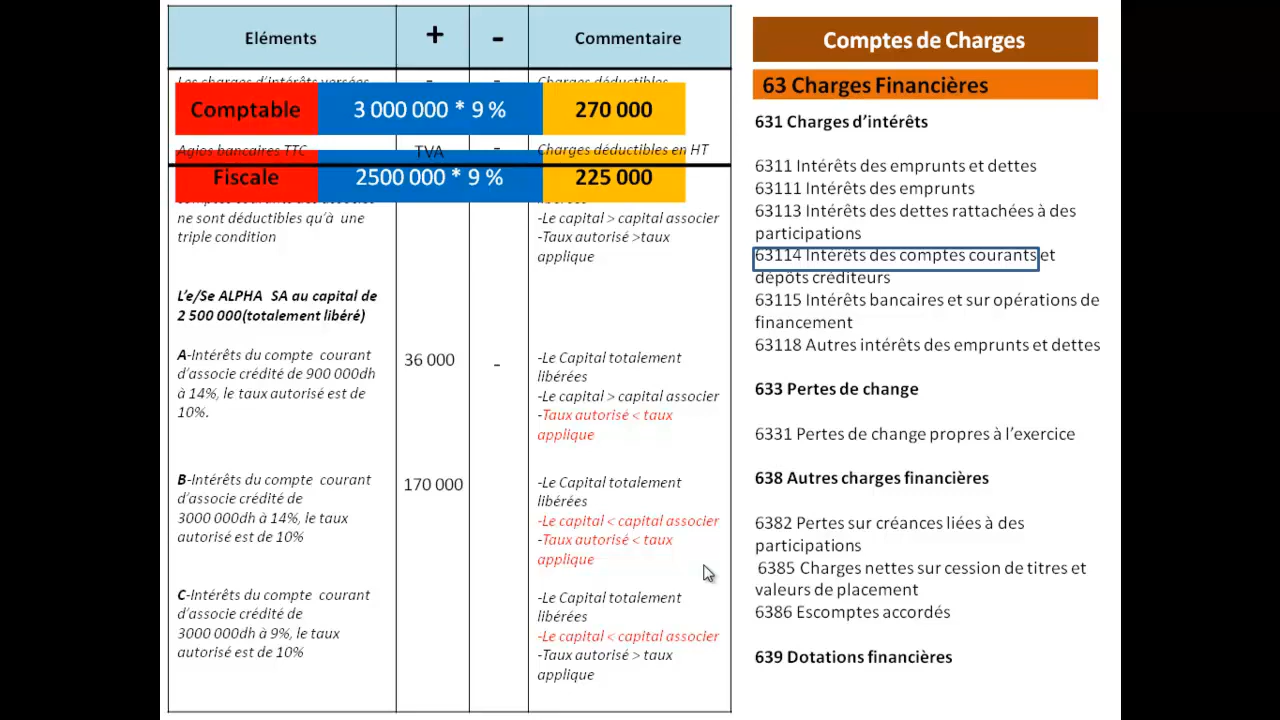 Eléments + - Commentaire
Les charges d'intérêts versées - - Charges déductibles
Comptable 3 000 000 * 9 % 270 000
Agios bancaires TTC TVA - Charges déductibles en HT
Fiscale 2500 000 * 9 % 225 000
comptes courants des associés
ne sont déductibles qu'à une
triple condition
libérées
-Le capital > capital associer
-Taux autorisé >taux
applique
L'e/Se ALPHA SA au capital de
2 500 000(totalement libéré)
A-Intérêts du compte courant
d'associe crédité de 900 000dh
à 14%, le taux autorisé est de
10%.
36 000
-
-Le Capital totalement
libérées
-Le capital > capital associer
-Taux autorisé < taux
applique
B-Intérêts du compte courant
d'associe crédité de
3000 000dh à 14%, le taux
autorisé est de 10%
170 000
-Le Capital totalement
libérées
-Le capital < capital associer
-Taux autorisé < taux
applique
C-Intérêts du compte courant
d'associe crédité de
3000 000dh à 9%, le taux
autorisé est de 10%
-Le Capital totalement
libérées
-Le capital < capital associer
-Taux autorisé > taux
applique
Comptes de Charges
63 Charges Financières
631 Charges d'intérêts
6311 Intérêts des emprunts et dettes
63111 Intérêts des emprunts
63113 Intérêts des dettes rattachées à des
participations
63114 Intérêts des comptes courants et
dépôts créditeurs
63115 Intérêts bancaires et sur opérations de
financement
63118 Autres intérêts des emprunts et dettes
633 Pertes de change
6331 Pertes de change propres à l'exercice
638 Autres charges financières
6382 Pertes sur créances liées à des
participations
6385 Charges nettes sur cession de titres et
valeurs de placement
6386 Escomptes accordés
639 Dotations financières